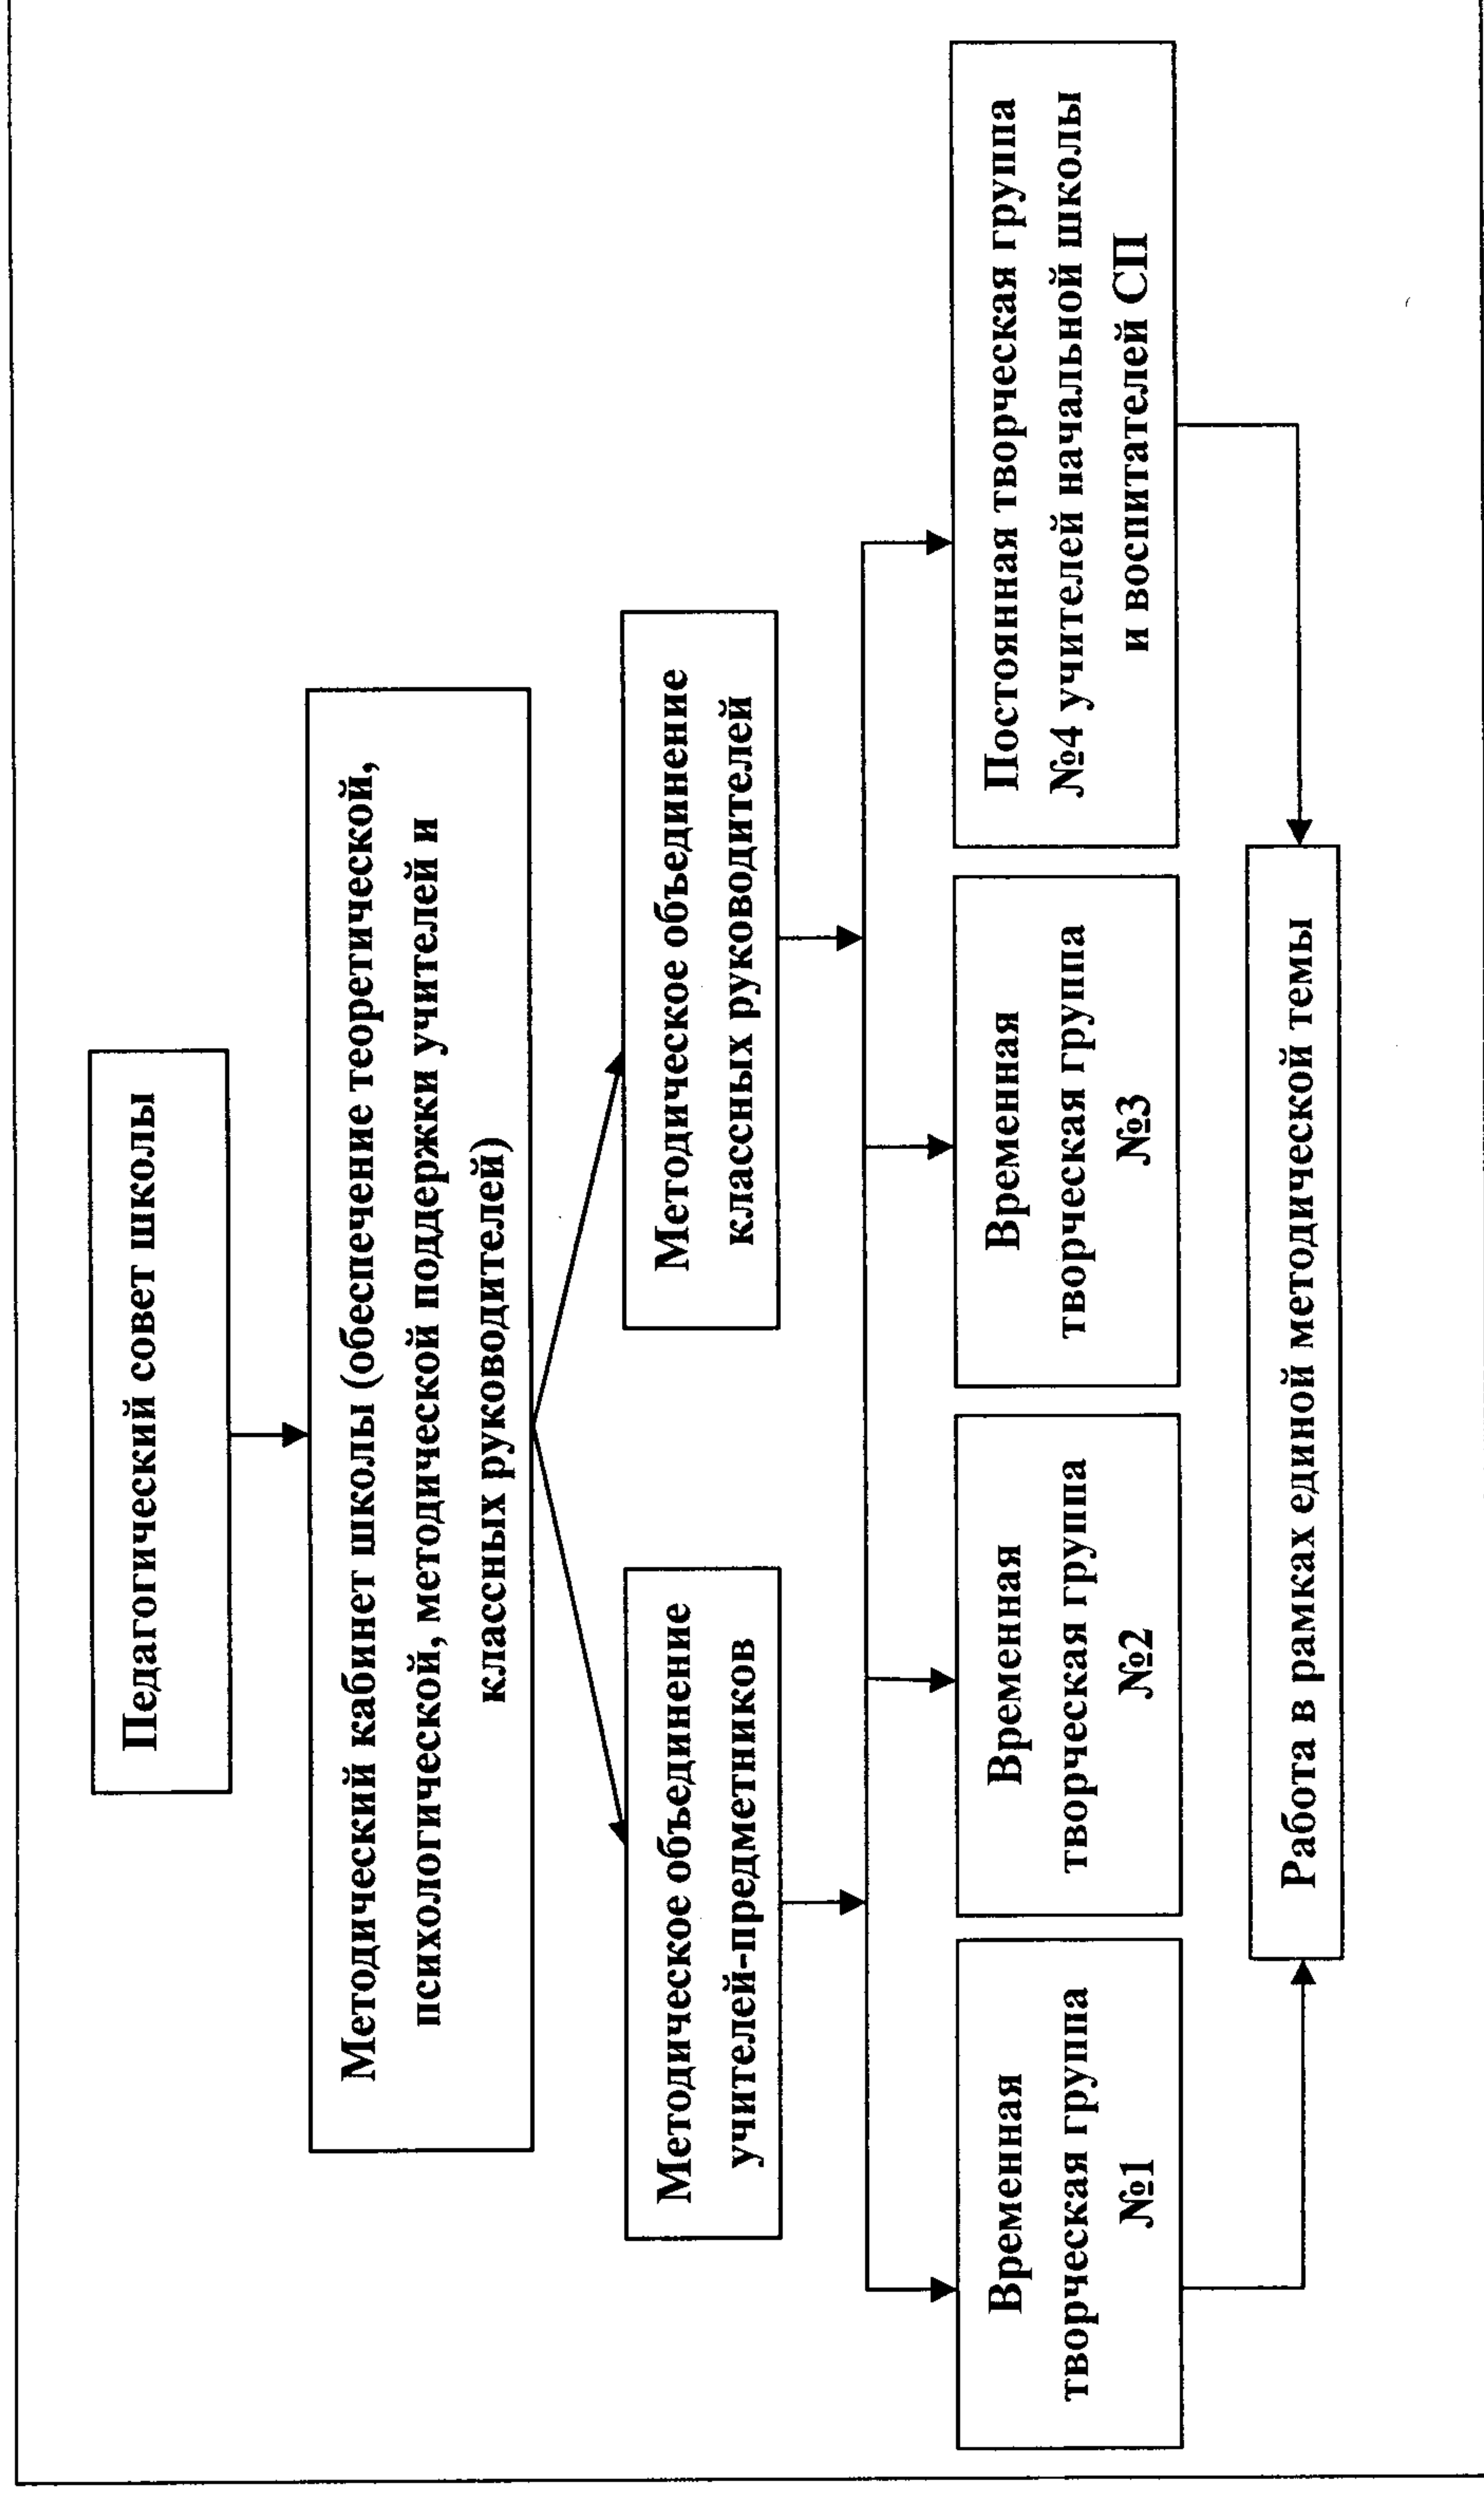 Педагогический совет школы
Методический кабинет школы (обеспечение теоретической,
психологической, методической поддержки учителей и
классных руководителей)
Методическое объединение
учителей-предметников
Методическое объединение
классных руководителей
Временная
творческая группа
№1
Временная
творческая группа
№2
Временная
творческая группа
№3
Постоянная творческая группа
№4 учителей начальной школы
и воспитателей СП
Работа в рамках единой методической темы